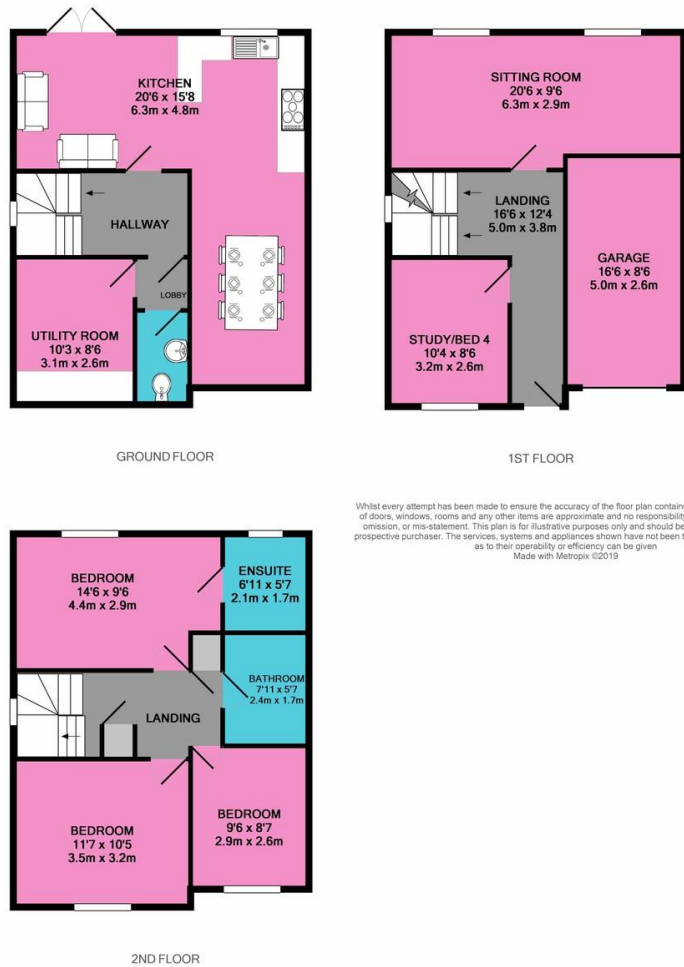 KITCHEN
20'6 x 15'8
6.3m x 4.8m
HALLWAY
LOBBY
UTILITY ROOM
10'3 x 8'6
3.1m x 2.6m
GROUND FLOOR
SITTING ROOM
20'6 x 9'6
6.3m x 2.9m
LANDING
16'6 x 12'4
5.0m x 3.8m
GARAGE
16'6 x 8'6
5.0m x 2.6m
STUDY/BED 4
10'4 x 8'6
3.2m x 2.6m
1ST FLOOR
Whilst every attempt has been made to ensure the accuracy of the floor plan contained
of doors, windows, rooms and any other items are approximate and no responsibility
omission, or mis-statement. This plan is for illustrative purposes only and should be
prospective purchaser. The services, systems and appliances shown have not been t
as to their operability or efficiency can be given
Made with Metropix ©2019
BEDROOM
14'6 x 9'6
4.4m x 2.9m
ENSUITE
6'11 x 5'7
2.1m x 1.7m
BATHROOM
7'11 x 5'7
2.4m x 1.7m
LANDING
BEDROOM
11'7 x 10'5
3.5m x 3.2m
BEDROOM
9'6 x 8'7
2.9m x 2.6m
2ND FLOOR